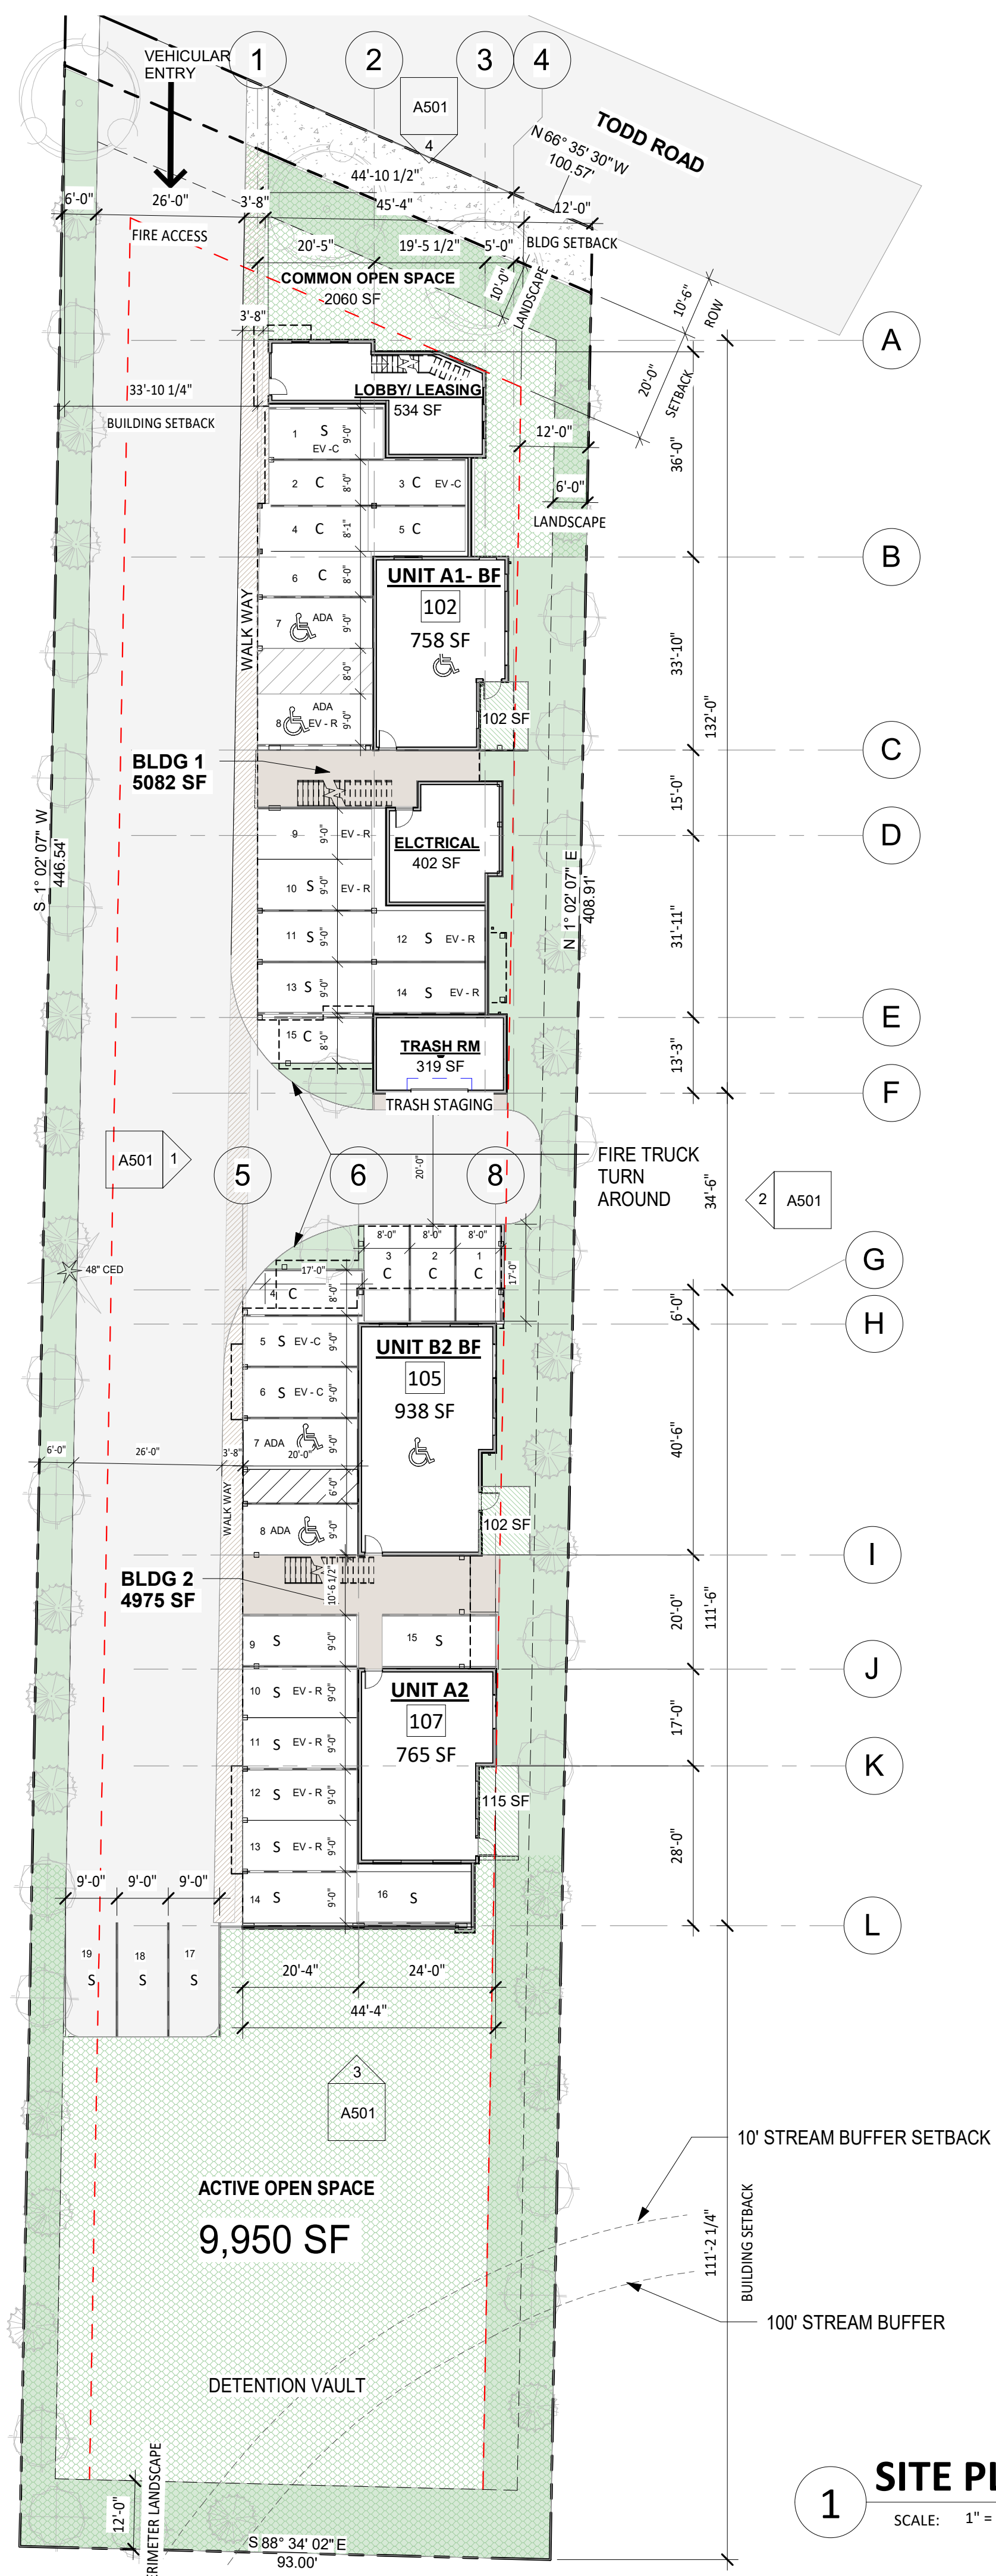 VEHICULAR
ENTRY
1
2
3
4
A501
4
TODD ROAD
N 66° 35' 30" W
100.57'
44'-10 1/2"
6'-0"
26'-0"
3'-8"
45'-4"
12'-0"
FIRE ACCESS
20'-5"
19'-5 1/2"
5'-0"
BLDG SETBACK
COMMON OPEN SPACE
2060 SF
10'-0"
LANDSCAPE
10'-6"
ROW
3'-8"
A
20'-0"
SETBACK
33'-10 1/4"
BUILDING SETBACK
LOBBY/ LEASING
534 SF
12'-0"
36'-0"
1 S 9'-0"
EV -C
2 C 8'-0"
3 C EV-C
6'-0"
LANDSCAPE
4 C 8'-1"
5 C
B
6 C 8'-0"
UNIT A1- BF
102
758 SF
WALK WAY
7 ADA 9'-0"
8'-0"
33'-10"
132'-0"
ADA
8 EV - R 9'-0"
102 SF
C
BLDG 1
5082 SF
15'-0"
D
9 9'-0" EV - R
ELCTRICAL
402 SF
S 1° 02' 07" W
446.54'
N 1° 02' 07" E
408.91'
10 S 9'-0" EV - R
31'-11"
11 S 9'-0"
12 S EV - R
13 S 9'-0"
14 S EV - R
E
15 C 8'-0"
TRASH RM
319 SF
13'-3"
F
TRASH STAGING
A501 1
5
6
8
20'-0"
FIRE TRUCK
TURN
AROUND
34'-6"
2 A501
48" CED
17'-0"
8'-0"
8'-0"
8'-0"
3
2
1
C
C
C
17'-0"
G
4 C 8'-0"
6'-0"
H
5 S EV -C 9'-0"
UNIT B2 BF
105
938 SF
6 S EV - C 9'-0"
40'-6"
6'-0"
26'-0"
3'-8"
7 ADA 9'-0"
20'-0"
6'-0"
WALK WAY
8 ADA 9'-0"
102 SF
I
BLDG 2
4975 SF
10'-6 1/2"
20'-0"
111'-6"
9 S 9'-0"
15 S
J
10 S EV - R 9'-0"
UNIT A2
107
765 SF
17'-0"
11 S EV - R 9'-0"
K
12 S EV - R 9'-0"
115 SF
13 S EV - R 9'-0"
28'-0"
9'-0"
9'-0"
9'-0"
14 S 9'-0"
16 S
L
19
18
17
S
S
S
20'-4"
24'-0"
44'-4"
3
A501
10' STREAM BUFFER SETBACK
ACTIVE OPEN SPACE
9,950 SF
111'-2 1/4"
BUILDING SETBACK
100' STREAM BUFFER
DETENTION VAULT
12'-0"
RIMETER LANDSCAPE
S 88° 34' 02" E
93.00'
1
SITE PL
SCALE: 1" =